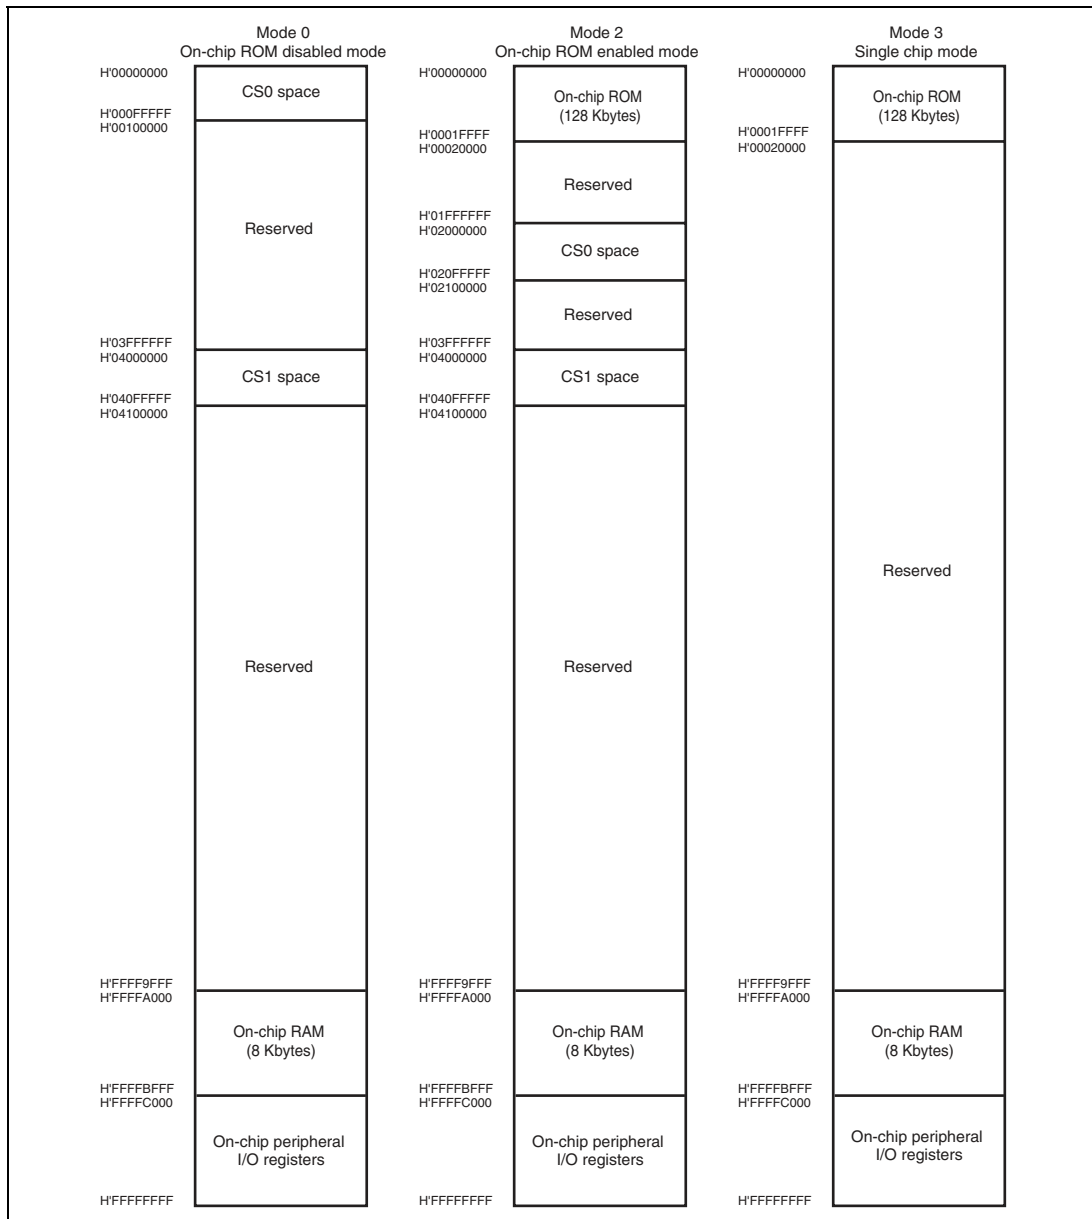 Mode 0
On-chip ROM disabled mode
H'00000000
CS0 space
H'000FFFFF
H'00100000
Reserved
H'03FFFFFF
H'04000000
CS1 space
H'040FFFFF
H'04100000
Reserved
H'FFFF9FFF
H'FFFFA000
On-chip RAM
(8 Kbytes)
H'FFFFBFFF
H'FFFFC000
On-chip peripheral
I/O registers
H'FFFFFFFF
Mode 2
On-chip ROM enabled mode
H'00000000
On-chip ROM
(128 Kbytes)
H'0001FFFF
H'00020000
Reserved
H'01FFFFFF
H'02000000
CS0 space
H'020FFFFF
H'02100000
Reserved
H'03FFFFFF
H'04000000
CS1 space
H'040FFFFF
H'04100000
Reserved
H'FFFF9FFF
H'FFFFA000
On-chip RAM
(8 Kbytes)
H'FFFFBFFF
H'FFFFC000
On-chip peripheral
I/O registers
H'FFFFFFFF
Mode 3
Single chip mode
H'00000000
On-chip ROM
(128 Kbytes)
H'0001FFFF
H'00020000
Reserved
H'FFFF9FFF
H'FFFFA000
On-chip RAM
(8 Kbytes)
H'FFFFBFFF
H'FFFFC000
On-chip peripheral
I/O registers
H'FFFFFFFF